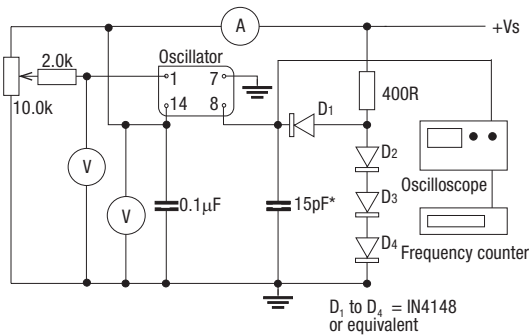 A
+Vs
Oscillator
2.0k
1 7
14 8
10.0k
400R
D1
D2
V
V
0.1µF
15pF*
D3
D4
Oscilloscope
Frequency counter
D1 to D4 = IN4148
or equivalent